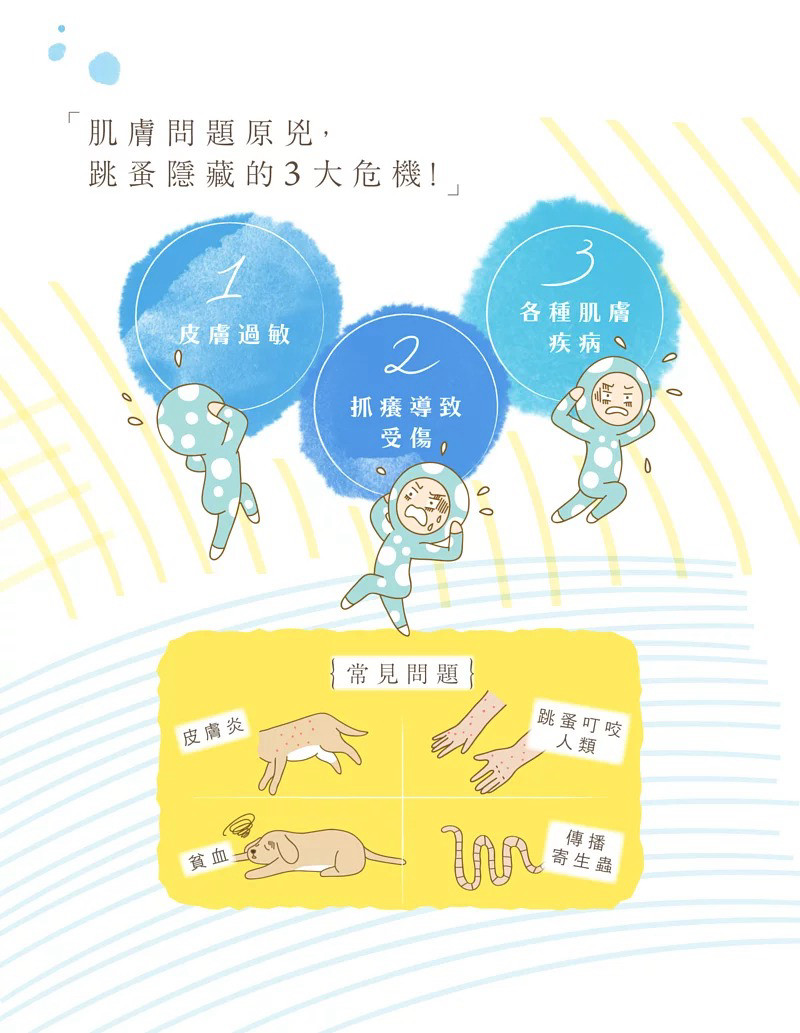 「肌膚問題原兇，
跳蚤隱藏的3大危機！」
1
皮膚過敏
2
抓癢導致
受傷
3
各種肌膚
疾病
{常見問題}
皮膚炎
跳蚤叮咬
人類
貧血
傳播
寄生蟲